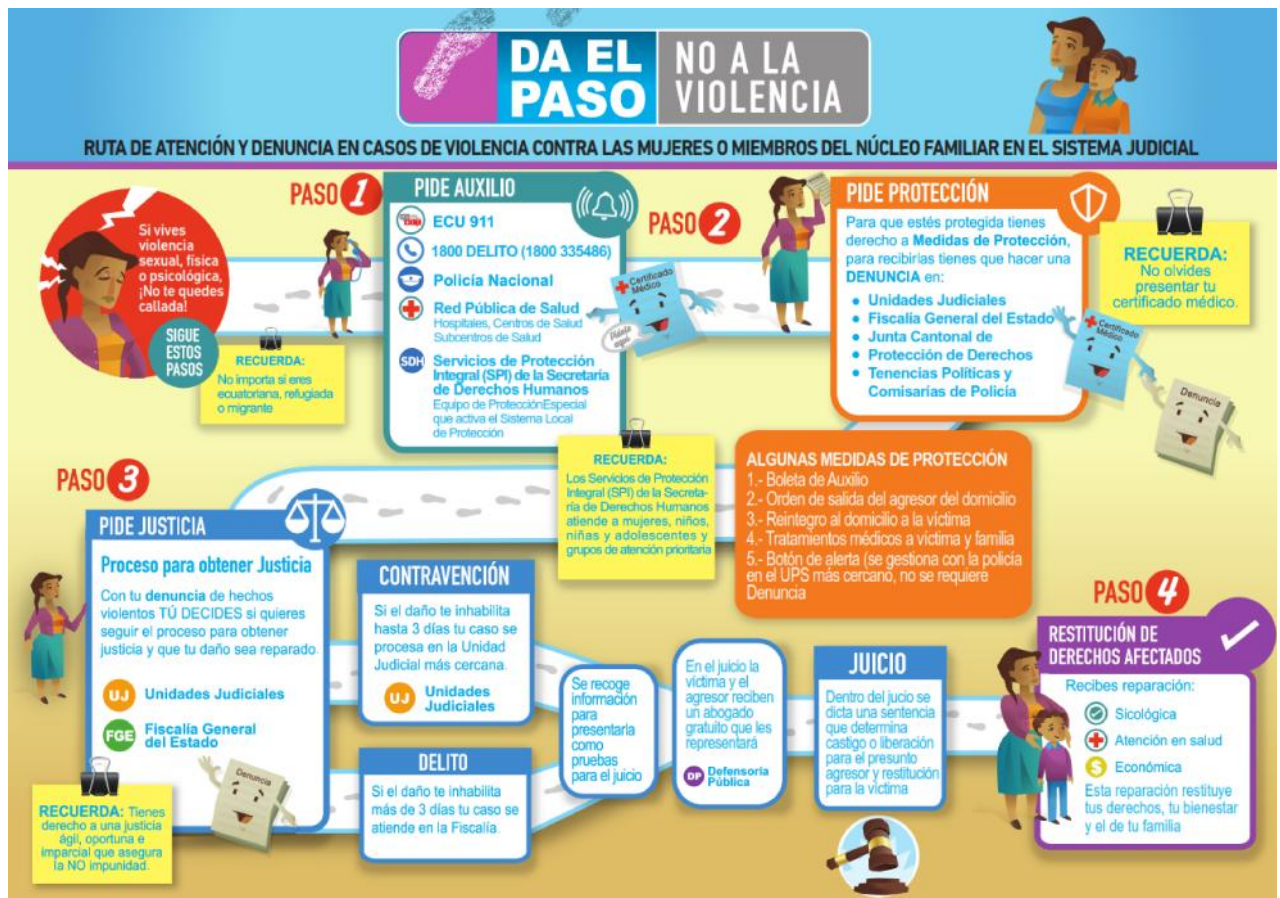 DA EL
PASO
NO A LA
VIOLENCIA
RUTA DE ATENCIÓN Y DENUNCIA EN CASOS DE VIOLENCIA CONTRA LAS MUJERES O MIEMBROS DEL NÚCLEO FAMILIAR EN EL SISTEMA JUDICIAL
Si vives
violencia
sexual, física
o psicológica,
¡No te quedes
callada!
SIGUE
ESTOS
PASOS
RECUERDA:
No importa si eres
ecuatoriana, refugiada
o migrante
PASO 1
PIDE AUXILIO
ECU 911
1800 DELITO (1800 335486)
Policía Nacional
Red Pública de Salud
Hospitales, Centros de Salud
Subcentros de Salud
SDH
Servicios de Protección
Integral (SPI) de la Secretaría
de Derechos Humanos
Equipo de ProtecciónEspecial
que activa el Sistema Local
de Protección
Certificado
Médico
RECUERDA:
Los Servicios de Protección
Integral (SPI) de la Secreta-
ría de Derechos Humanos
atiende a mujeres, niños,
niñas y adolescentes y
grupos de atención prioritaria
PASO 2
PIDE PROTECCIÓN
Para que estés protegida tienes
derecho a Medidas de Protección,
para recibirlas tienes que hacer una
DENUNCIA en:
• Unidades Judiciales
• Fiscalía General del Estado
• Junta Cantonal de
• Protección de Derechos
• Tenencias Políticas y
Comisarías de Policía
RECUERDA:
No olvides
presentar tu
certificado médico.
Certificado
Médico
Denuncia
ALGUNAS MEDIDAS DE PROTECCIÓN
1.- Boleta de Auxilio
2.- Orden de salida del agresor del domicilio
3.- Reintegro al domicilio a la víctima
4.- Tratamientos médicos a víctima y familia
5.- Botón de alerta (se gestiona con la policía
en el UPS más cercano, no se requiere
Denuncia
PASO 3
PIDE JUSTICIA
Proceso para obtener Justicia
Con tu denuncia de hechos
violentos TÚ DECIDES si quieres
seguir el proceso para obtener
justicia y que tu daño sea reparado.
UJ Unidades Judiciales
FGE Fiscalía General
del Estado
Denuncia
RECUERDA: Tienes
derecho a una justicia
ágil, oportuna e
imparcial que asegura
la NO impunidad.
CONTRAVENCIÓN
Si el daño te inhabilita
hasta 3 días tu caso se
procesa en la Unidad
Judicial más cercana.
UJ Unidades
Judiciales
DELITO
Si el daño te inhabilita
más de 3 días tu caso se
atiende en la Fiscalía.
Se recoge
información
para
presentarla
como
pruebas
para el juicio
En el juicio la
víctima y el
agresor reciben
un abogado
gratuito que les
representará
DP Defensoría
Pública
JUICIO
Dentro del jucio se
dicta una sentencia
que determina
castigo o liberación
para el presunto
agresor y restitución
para la víctima
PASO 4
RESTITUCIÓN DE
DERECHOS AFECTADOS
Recibes reparación:
Sicológica
Atención en salud
$ Económica
Esta reparación restituye
tus derechos, tu bienestar
y el de tu familia